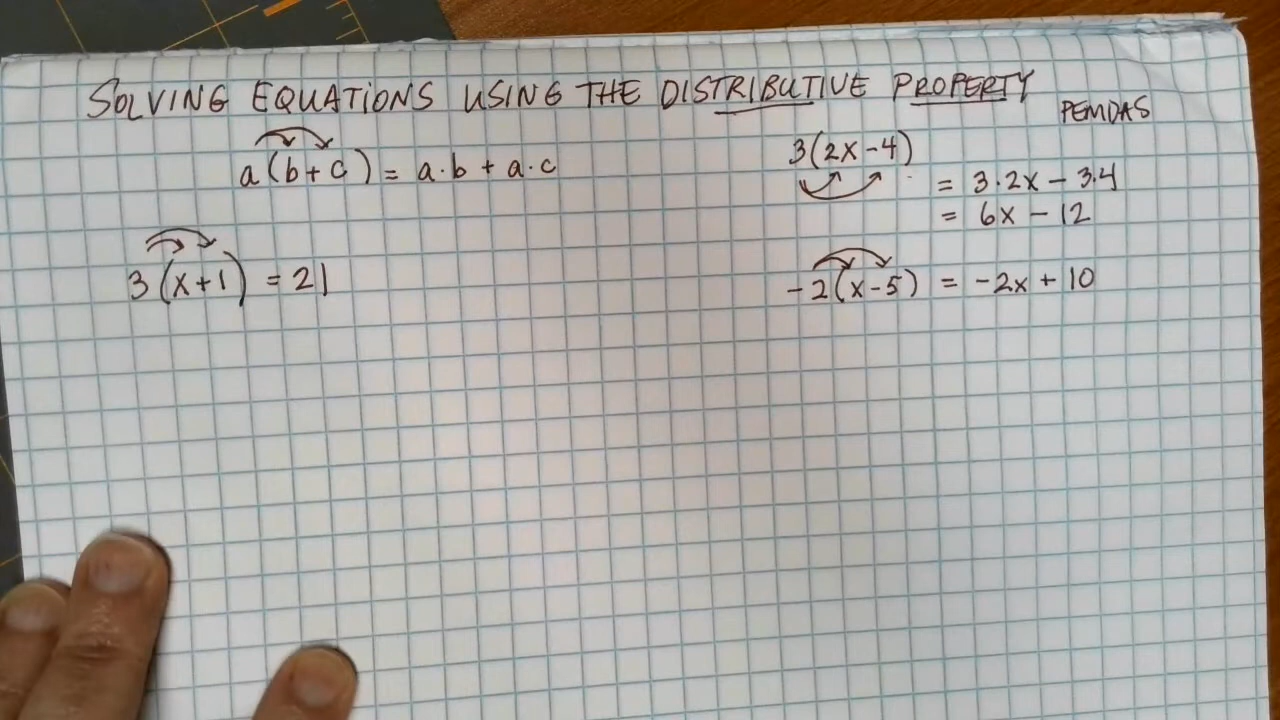 SOLVING EQUATIONS USING THE DISTRIBUTIVE PROPERTY
PEMDAS
a(b+c) = a·b + a·c
3(2x-4)
= 3·2x - 3·4
= 6x - 12
3(x+1) = 21
-2(x-5) = -2x + 10